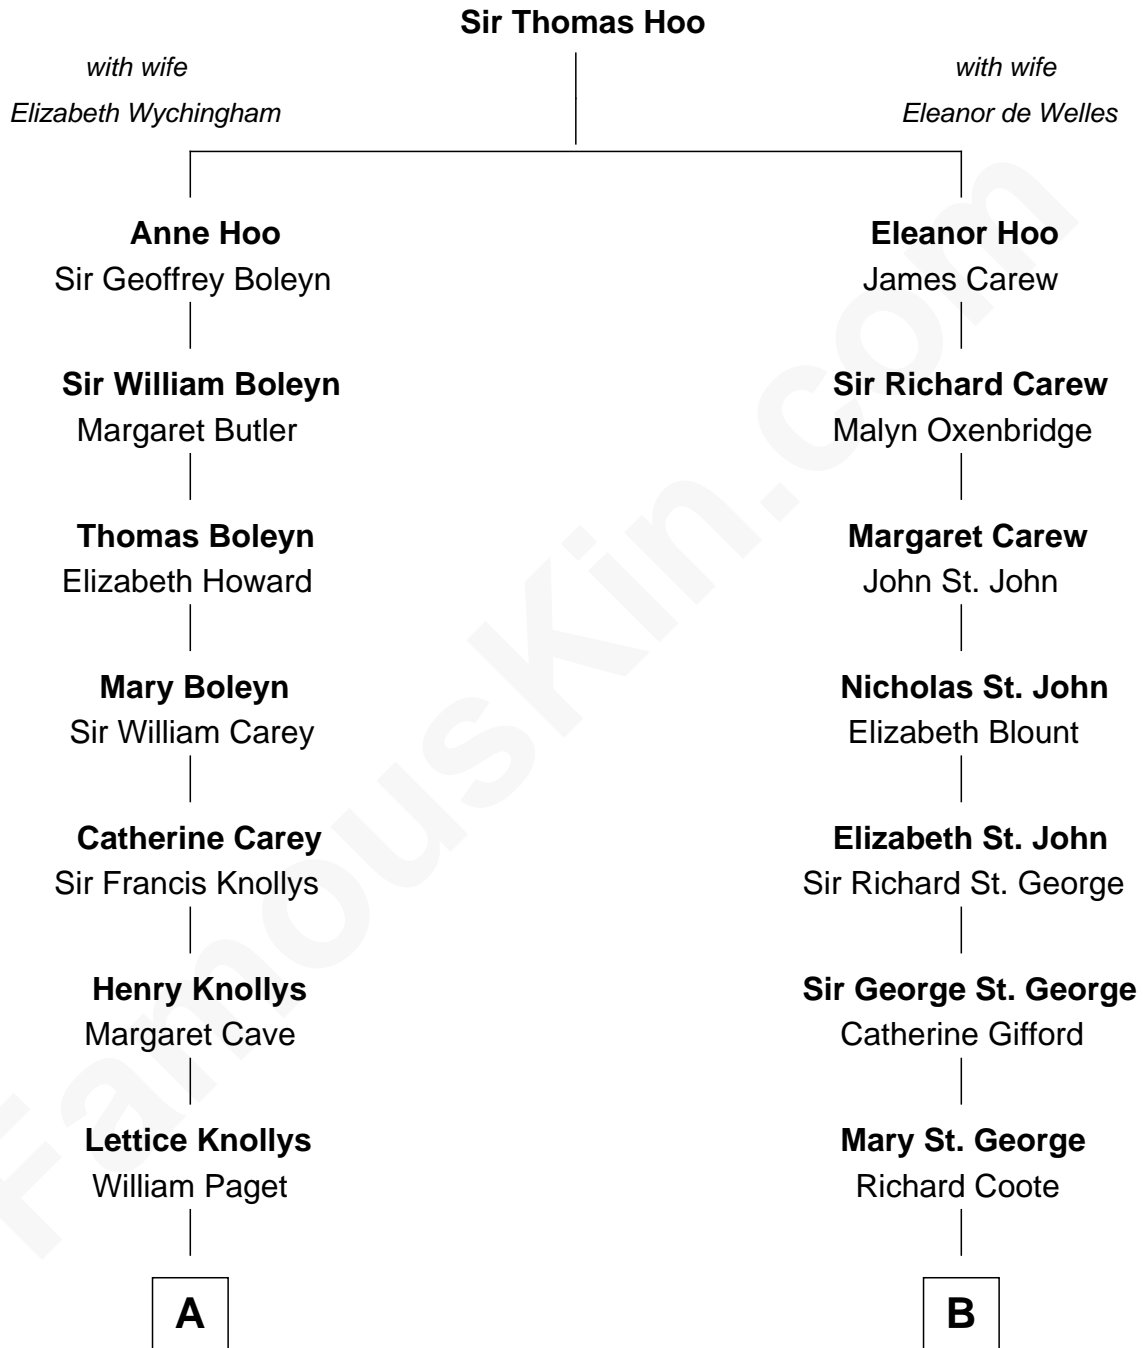 Sir Thomas Hoo
with wife
Elizabeth Wychingham
with wife
Eleanor de Welles
Anne Hoo
Sir Geoffrey Boleyn
Eleanor Hoo
James Carew
Sir William Boleyn
Margaret Butler
Sir Richard Carew
Malyn Oxenbridge
Thomas Boleyn
Elizabeth Howard
Margaret Carew
John St. John
Mary Boleyn
Sir William Carey
Nicholas St. John
Elizabeth Blount
Catherine Carey
Sir Francis Knollys
Elizabeth St. John
Sir Richard St. George
Henry Knollys
Margaret Cave
Sir George St. George
Catherine Gifford
Lettice Knollys
William Paget
Mary St. George
Richard Coote
A
B
FamousKin.com